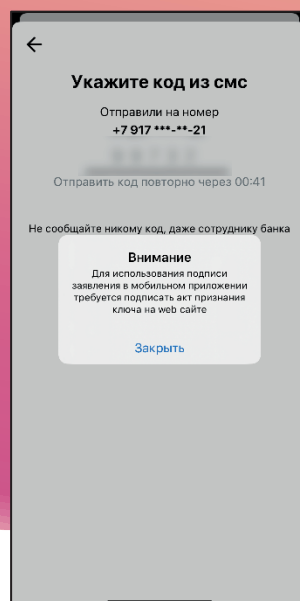 Укажите код из смс
Отправили на номер
+7 917 ***-**-21
Отправить код повторно через 00:41
Не сообщайте никому код, даже сотруднику банка
Внимание
Для использования подписи
заявления в мобильном приложении
требуется подписать акт признания
ключа на web сайте
Закрыть